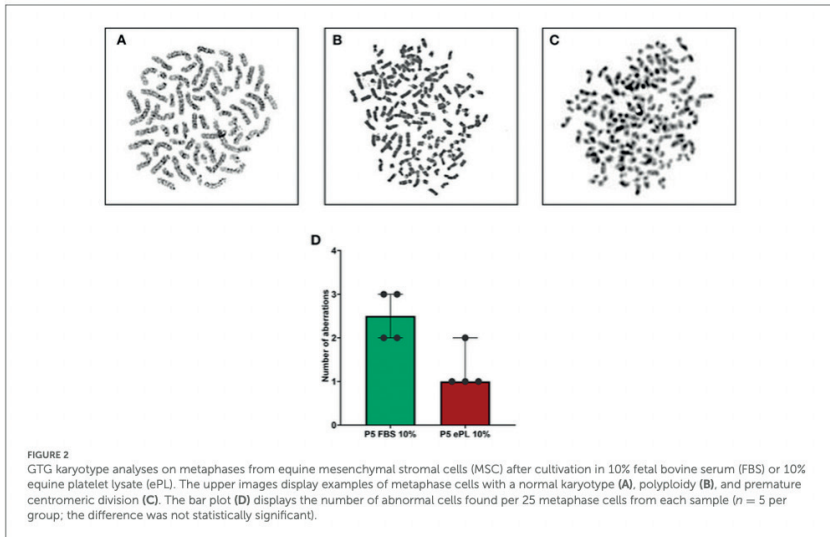 A
B
C
D
Number of aberrations
4
3
2
1
0
P5 FBS 10%
P5 ePL 10%
FIGURE 2
GTG karyotype analyses on metaphases from equine mesenchymal stromal cells (MSC) after cultivation in 10% fetal bovine serum (FBS) or 10%
equine platelet lysate (ePL). The upper images display examples of metaphase cells with a normal karyotype (A), polyploidy (B), and premature
centromeric division (C). The bar plot (D) displays the number of abnormal cells found per 25 metaphase cells from each sample (n = 5 per
group; the difference was not statistically significant).